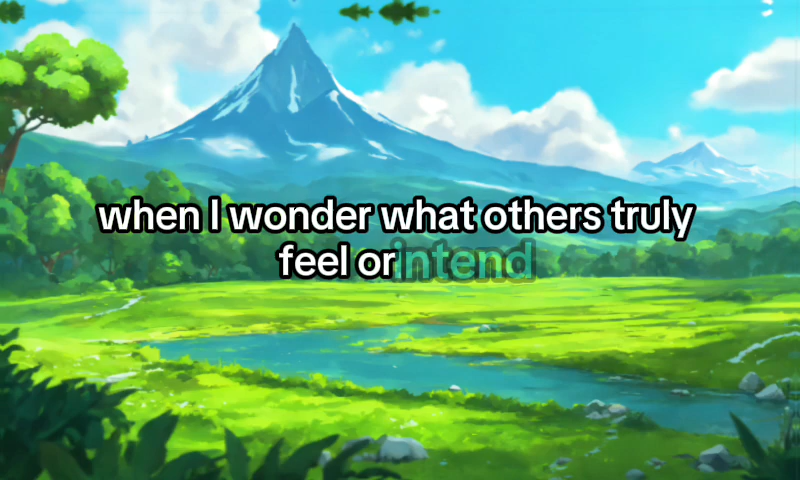 when I wonder what others truly
feel or intend